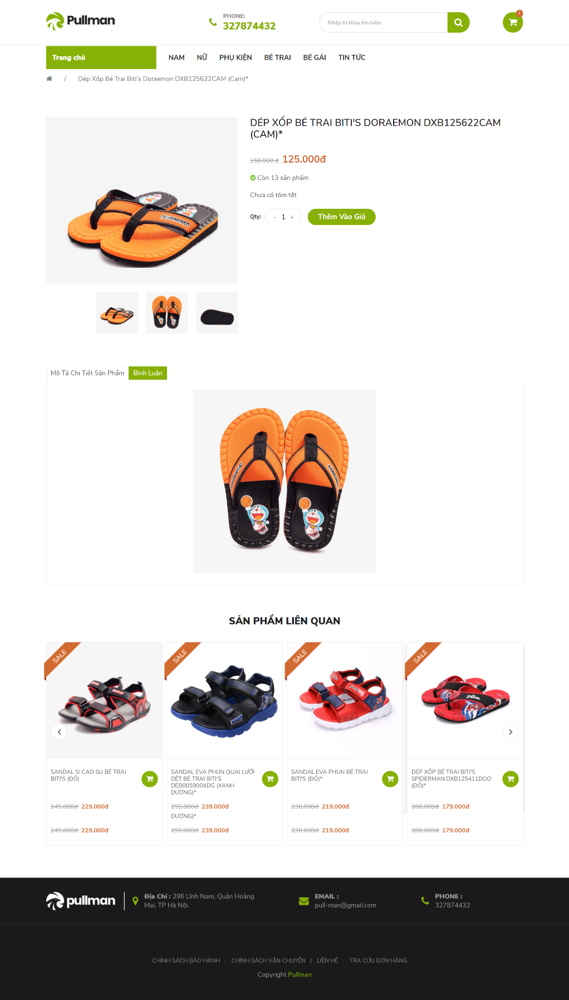 Pullman
PHONE:
327874432
Nhập từ khóa tìm kiếm
1
Trang chủ
NAM
NỮ
PHỤ KIỆN
BÉ TRAI
BÉ GÁI
TIN TỨC
/ Dép Xốp Bé Trai Biti's Doraemon DXB125622CAM (Cam)*
DÉP XỐP BÉ TRAI BITI'S DORAEMON DXB125622CAM
(CAM)*
150.000 đ 125.000đ
Còn 13 sản phẩm
Chưa có tóm tắt
Qty: - 1 + Thêm Vào Giỏ
DORAEMON
Mô Tả Chi Tiết Sản Phẩm
Bình Luận
SẢN PHẨM LIÊN QUAN
SALE
SALE
SALE
SALE
SANDAL SI CAO SU BÉ TRAI
BITI'S (ĐỎ)
245.000đ 229.000đ
245.000đ 229.000đ
SANDAL EVA PHUN QUAI LƯỚI
DỆT BÉ TRAI BITI'S
DEB005900XDG (XANH
DƯƠNG)*
255.000đ 239.000đ
DƯƠNG)*
255.000đ 239.000đ
SANDAL EVA PHUN BÉ TRAI
BITI'S (ĐỎ)*
230.000đ 219.000đ
230.000đ 219.000đ
DÉP XỐP BÉ TRAI BITI'S
SPIDERMAN DXB125411DOO
(ĐỎ)*
200.000đ 179.000đ
200.000đ 179.000đ
pullman
Địa Chỉ : 296 Lĩnh Nam, Quận Hoàng
Mai, TP Hà Nội.
EMAIL :
pull-man@gmail.com
PHONE :
327874432
CHÍNH SÁCH BẢO HÀNH | CHÍNH SÁCH VẬN CHUYỂN | LIÊN HỆ | TRA CỨU ĐƠN HÀNG
Copyright Pullman